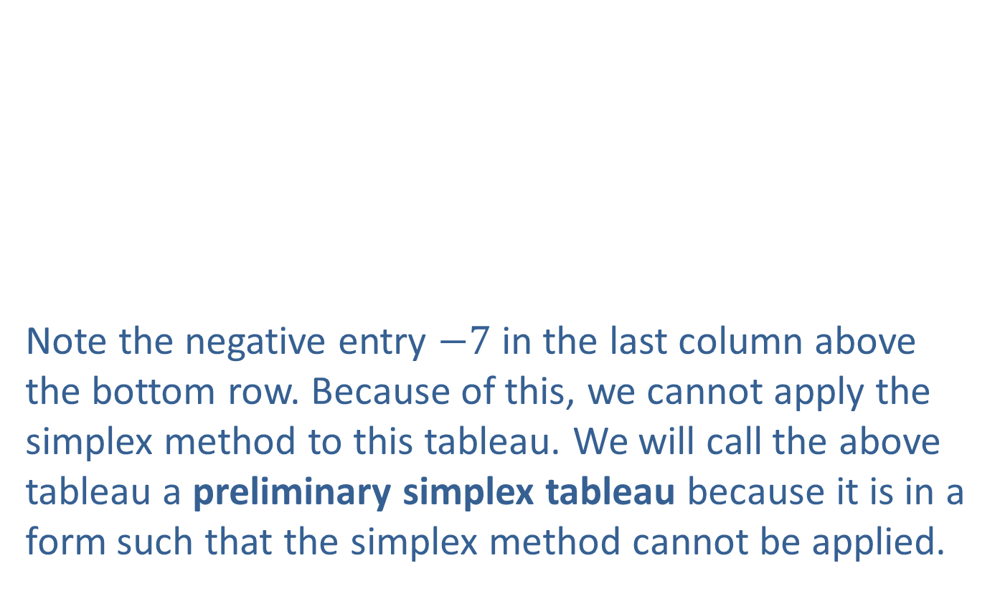 Note the negative entry −7 in the last column above
the bottom row. Because of this, we cannot apply the
simplex method to this tableau. We will call the above
tableau a preliminary simplex tableau because it is in a
form such that the simplex method cannot be applied.